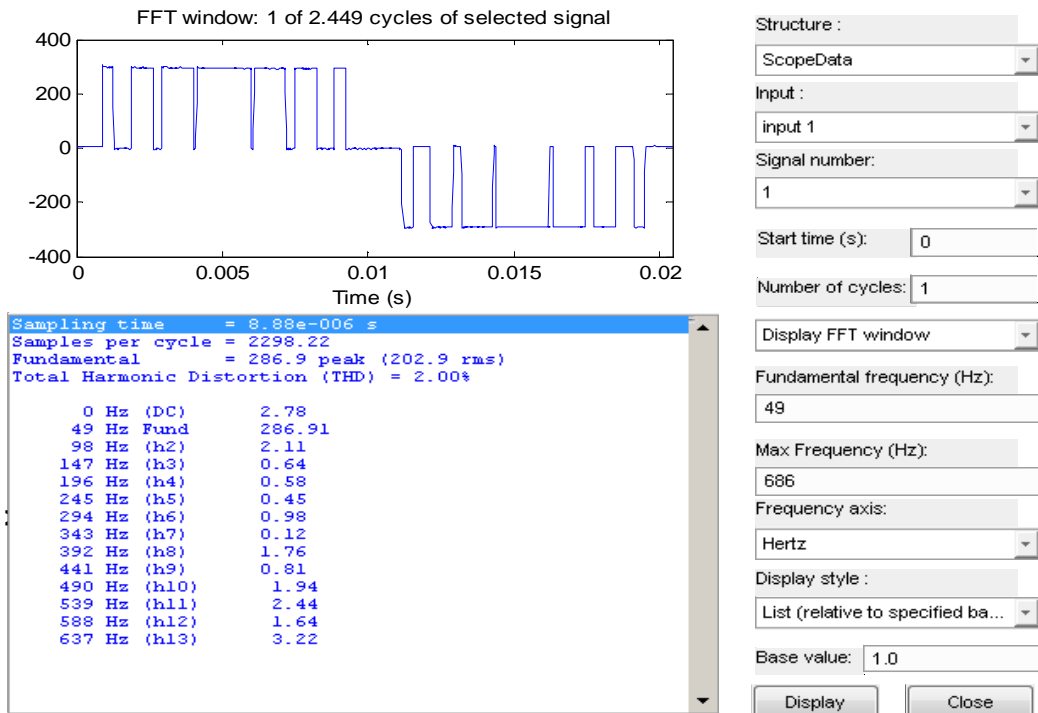 FFT window: 1 of 2.449 cycles of selected signal
400
200
0
-200
-400
0
0.005
0.01
0.015
0.02
Time (s)
Sampling time = 8.88e-006 s
Samples per cycle = 2298.22
Fundamental = 286.9 peak (202.9 rms)
Total Harmonic Distortion (THD) = 2.00%
0 Hz (DC) 2.78
49 Hz Fund 286.91
98 Hz (h2) 2.11
147 Hz (h3) 0.64
196 Hz (h4) 0.58
245 Hz (h5) 0.45
294 Hz (h6) 0.98
343 Hz (h7) 0.12
392 Hz (h8) 1.76
441 Hz (h9) 0.81
490 Hz (h10) 1.94
539 Hz (h11) 2.44
588 Hz (h12) 1.64
637 Hz (h13) 3.22
Structure :
ScopeData
Input :
input 1
Signal number:
1
Start time (s): 0
Number of cycles: 1
Display FFT window
Fundamental frequency (Hz):
49
Max Frequency (Hz):
686
Frequency axis:
Hertz
Display style :
List (relative to specified ba...
Base value: 1.0
Display Close